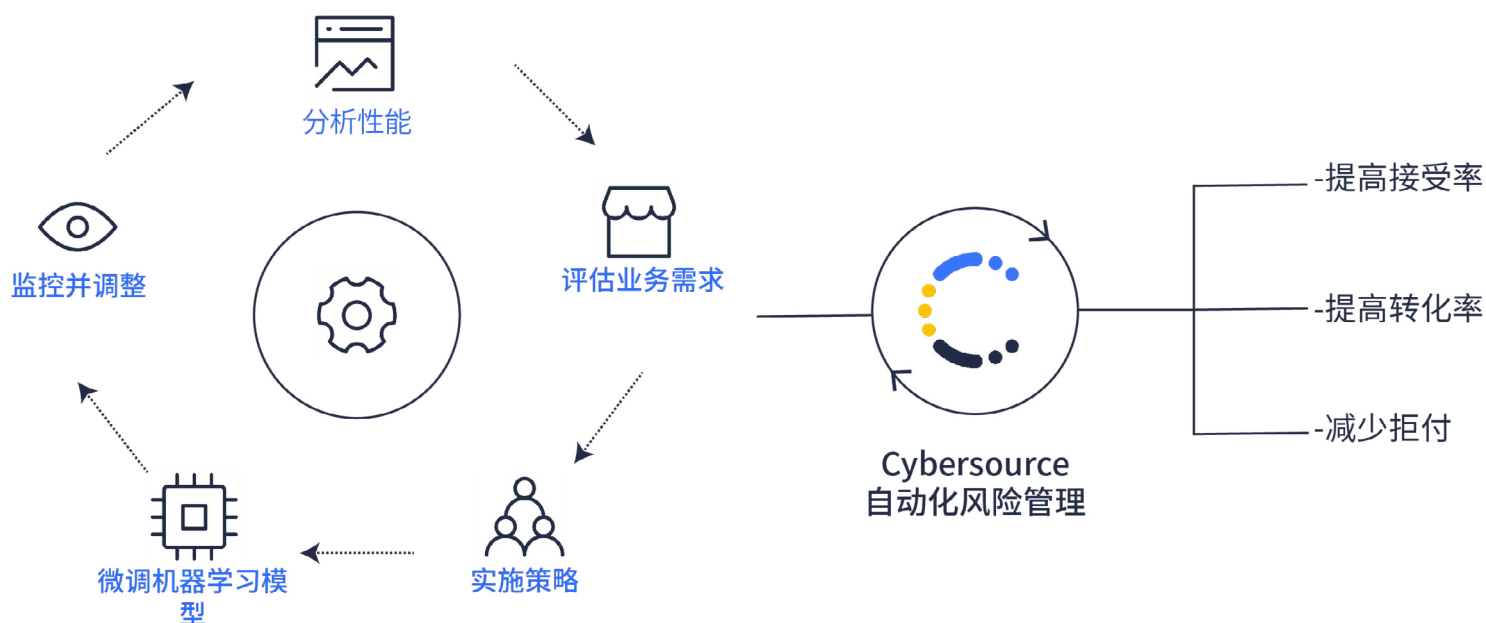 分析性能
评估业务需求
监控并调整
实施策略
微调机器学习模
型
Cybersource
自动化风险管理
-提高接受率
-提高转化率
-减少拒付